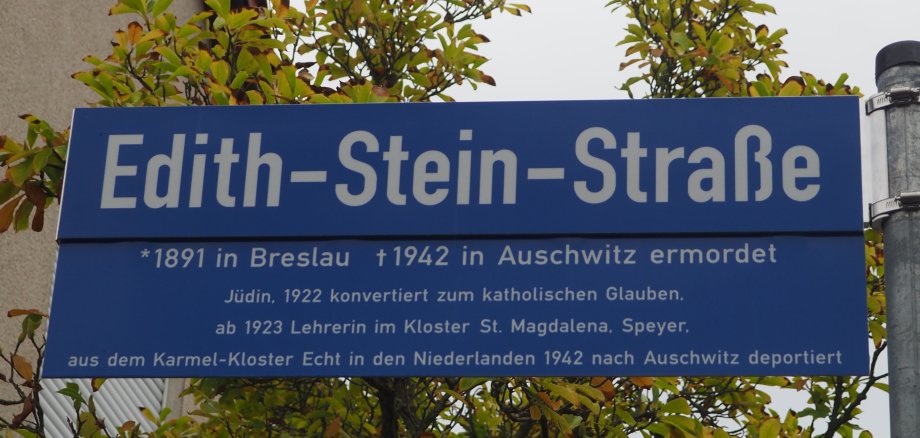 Edith-Stein-Straße
*1891 in Breslau †1942 in Auschwitz ermordet
Jüdin, 1922 konvertiert zum katholischen Glauben,
ab 1923 Lehrerin im Kloster St. Magdalena, Speyer,
aus dem Karmel-Kloster Echt in den Niederlanden 1942 nach Auschwitz deportiert